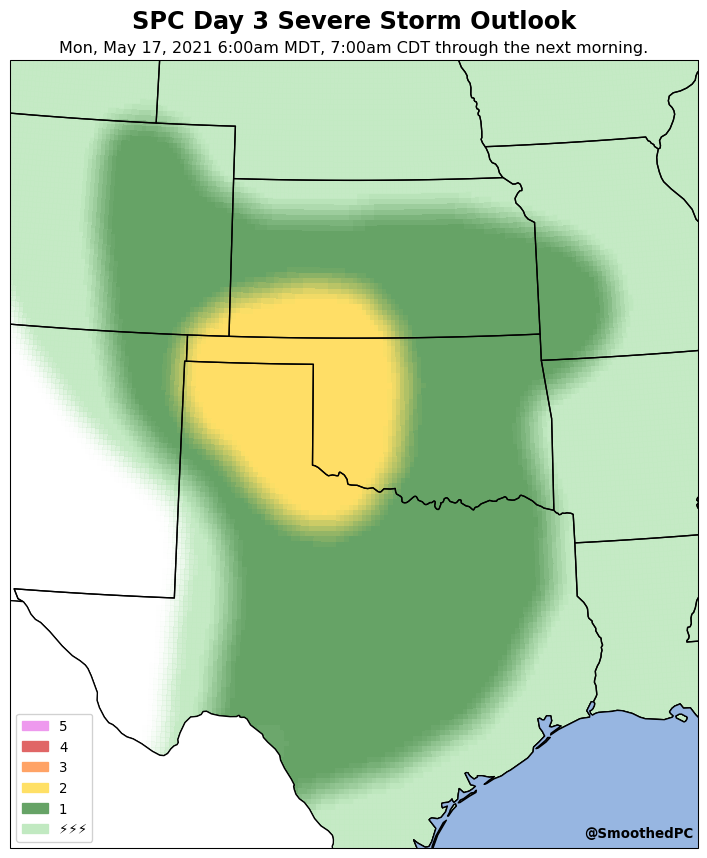 SPC Day 3 Severe Storm Outlook
Mon, May 17, 2021 6:00am MDT, 7:00am CDT through the next morning.
5
4
3
2
1
⚡⚡⚡
@SmoothedPC